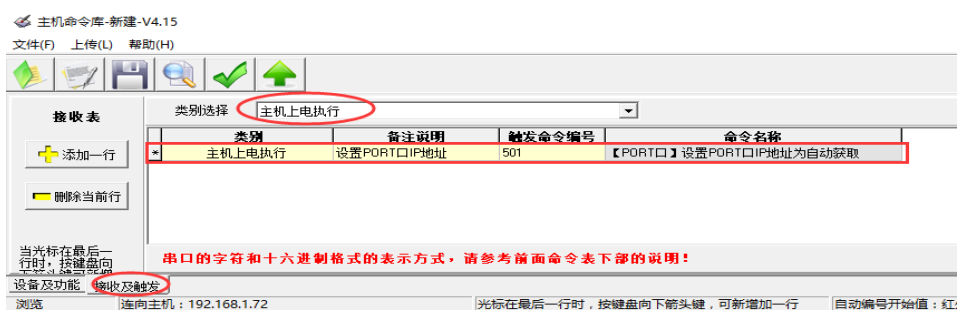 主机命令库-新建-V4.15
文件(F) 上传(L) 帮助(H)
接收表
类别选择 主机上电执行
添加一行
删除当前行
类别 备注说明 触发命令编号 命令名称
* 主机上电执行 设置PORT口IP地址 501 【PORT口】设置PORT口IP地址为自动获取
当光标在最后一
行时，按键盘向
串口的字符和十六进制格式的表示方式，请参考前面命令表下部的说明！
设备及功能 接收及触发
浏览 连向主机：192.168.1.72 光标在最后一行时，按键盘向下箭头键，可新增加一行 自动编号开始值：红